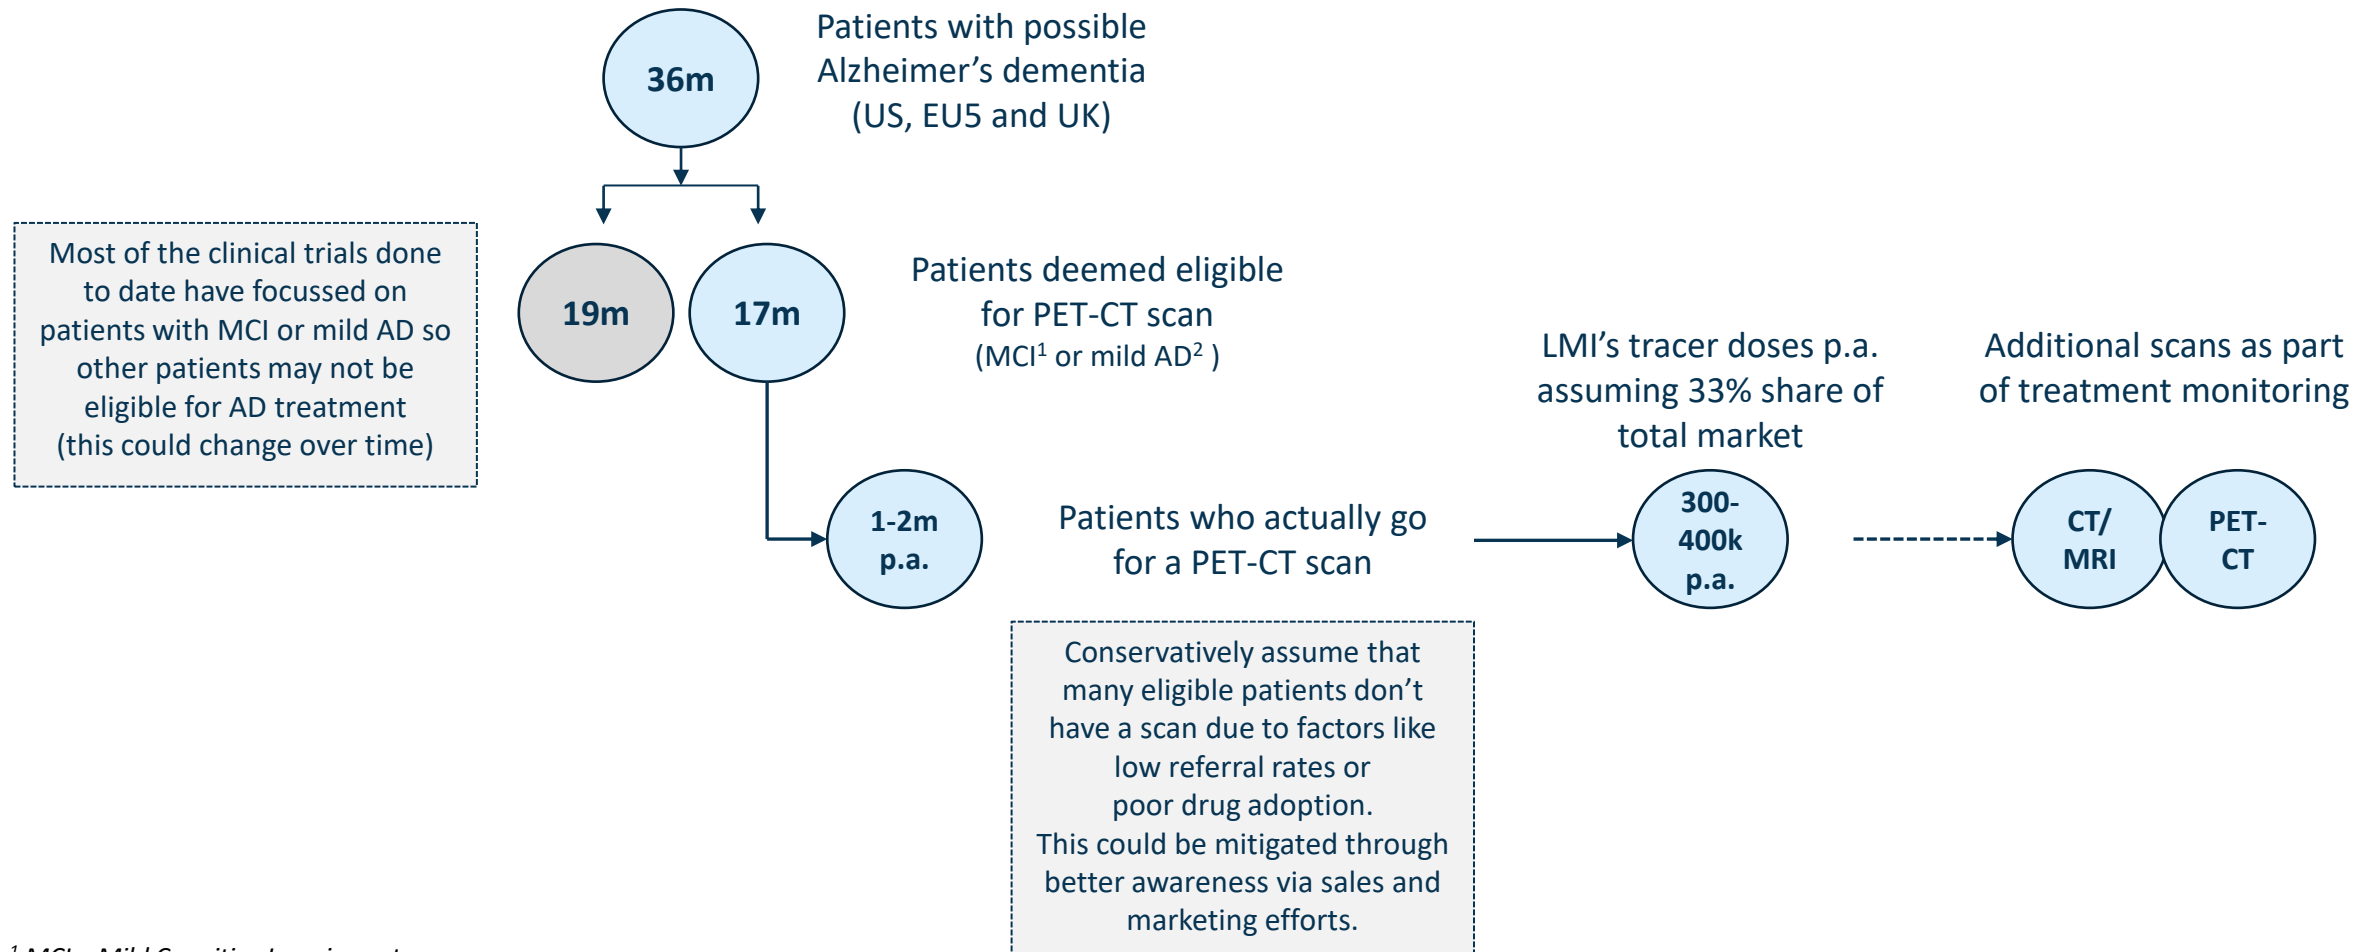 36m
Patients with possible
Alzheimer’s dementia
(US, EU5 and UK)
Most of the clinical trials done
to date have focussed on
patients with MCI or mild AD so
other patients may not be
eligible for AD treatment
(this could change over time)
19m
17m
Patients deemed eligible
for PET-CT scan
(MCI¹ or mild AD² )
1-2m
p.a.
Patients who actually go
for a PET-CT scan
LMI’s tracer doses p.a.
assuming 33% share of
total market
300-
400k
p.a.
Additional scans as part
of treatment monitoring
CT/
MRI
PET-
CT
Conservatively assume that
many eligible patients don’t
have a scan due to factors like
low referral rates or
poor drug adoption.
This could be mitigated through
better awareness via sales and
marketing efforts.